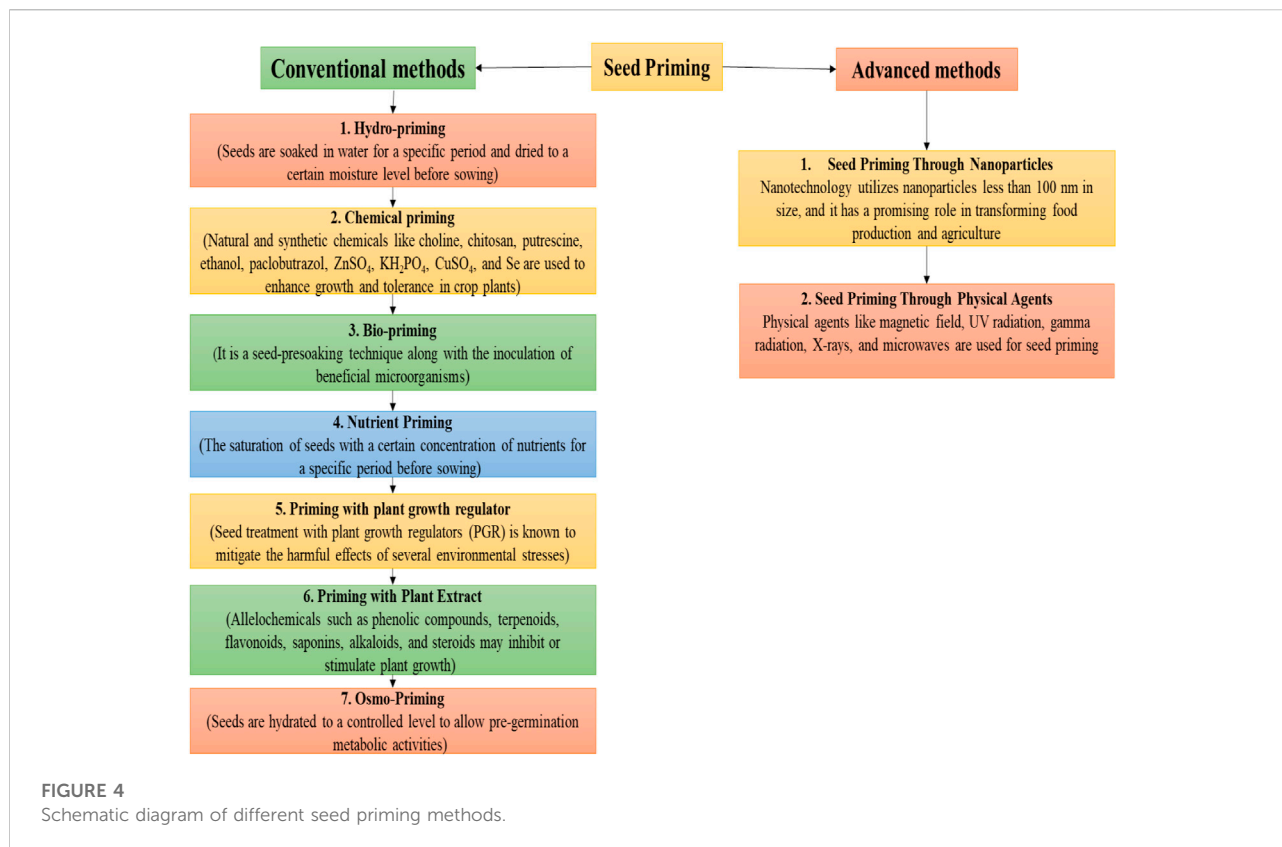 Conventional methods
Seed Priming
Advanced methods
1. Hydro-priming
(Seeds are soaked in water for a specific period and dried to a
certain moisture level before sowing)
2. Chemical priming
(Natural and synthetic chemicals like choline, chitosan, putrescine,
ethanol, paclobutrazol, ZnSO₄, KH₂PO₄, CuSO₄, and Se are used to
enhance growth and tolerance in crop plants)
3. Bio-priming
(It is a seed-presoaking technique along with the inoculation of
beneficial microorganisms)
4. Nutrient Priming
(The saturation of seeds with a certain concentration of nutrients for
a specific period before sowing)
5. Priming with plant growth regulator
(Seed treatment with plant growth regulators (PGR) is known to
mitigate the harmful effects of several environmental stresses)
6. Priming with Plant Extract
(Allelochemicals such as phenolic compounds, terpenoids,
flavonoids, saponins, alkaloids, and steroids may inhibit or
stimulate plant growth)
7. Osmo-Priming
(Seeds are hydrated to a controlled level to allow pre-germination
metabolic activities)
1. Seed Priming Through Nanoparticles
Nanotechnology utilizes nanoparticles less than 100 nm in
size, and it has a promising role in transforming food
production and agriculture
2. Seed Priming Through Physical Agents
Physical agents like magnetic field, UV radiation, gamma
radiation, X-rays, and microwaves are used for seed priming
FIGURE 4
Schematic diagram of different seed priming methods.